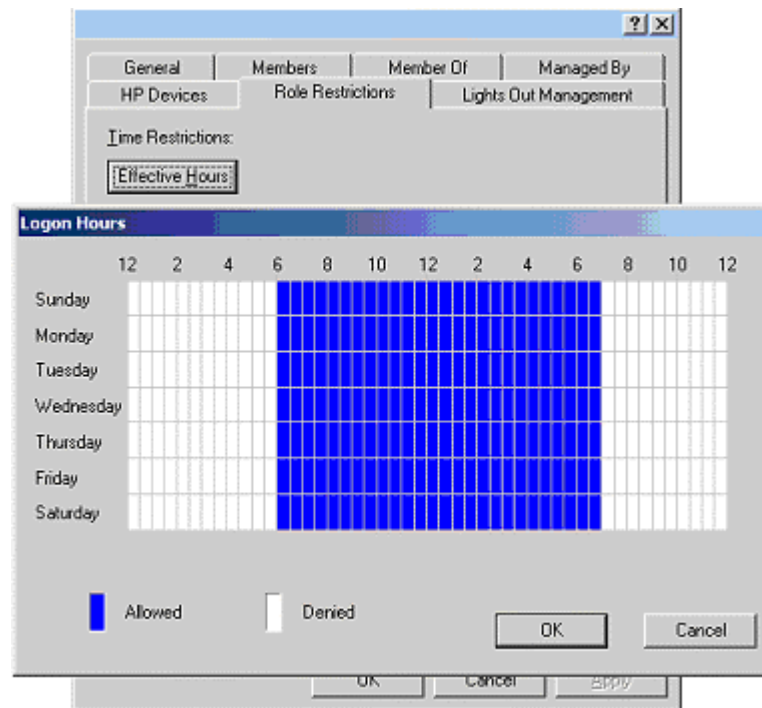 General Members Member Of Managed By
HP Devices Role Restrictions Lights Out Management
Time Restrictions:
Effective Hours
Logon Hours
12 2 4 6 8 10 12 2 4 6 8 10 12
Sunday
Monday
Tuesday
Wednesday
Thursday
Friday
Saturday
Allowed Denied
OK Cancel
OK Cancel Apply